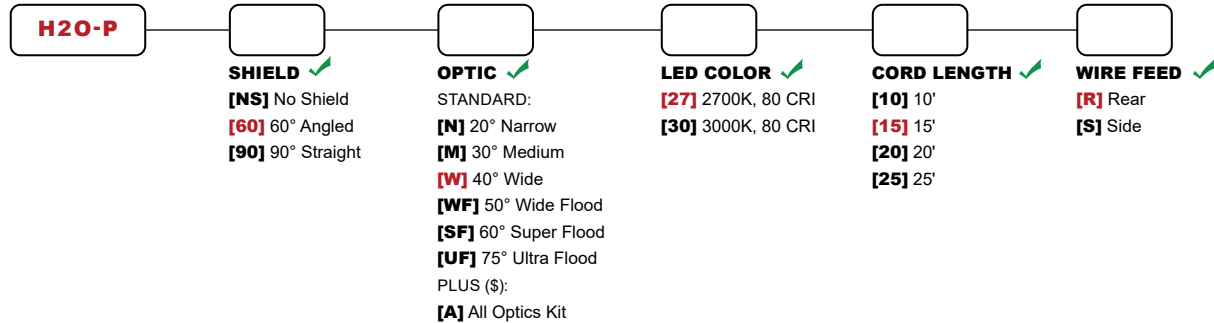 H2O-P
SHIELD
[NS] No Shield
[60] 60° Angled
[90] 90° Straight
OPTIC
STANDARD:
[N] 20° Narrow
[M] 30° Medium
[W] 40° Wide
[WF] 50° Wide Flood
[SF] 60° Super Flood
[UF] 75° Ultra Flood
PLUS ($):
[A] All Optics Kit
LED COLOR
[27] 2700K, 80 CRI
[30] 3000K, 80 CRI
CORD LENGTH
[10] 10'
[15] 15'
[20] 20'
[25] 25'
WIRE FEED
[R] Rear
[S] Side